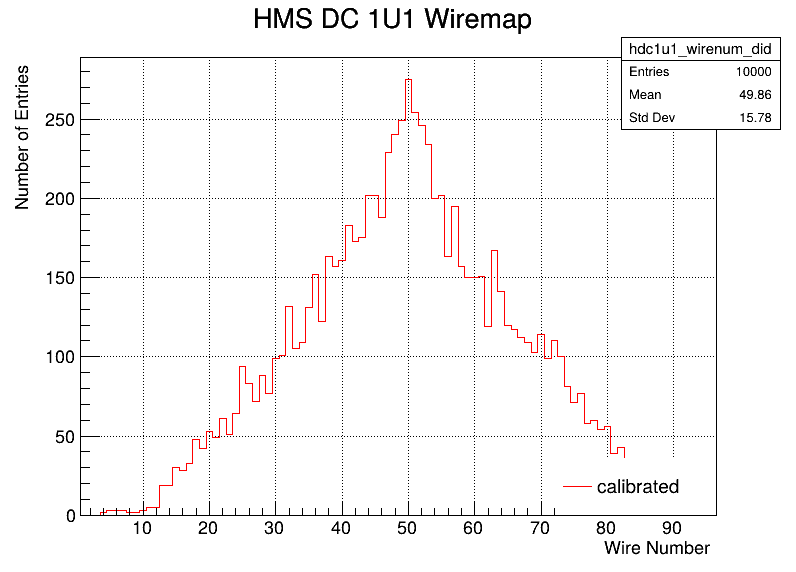 HMS DC 1U1 Wiremap
hdc1u1_wirenum_did
Entries 10000
Mean 49.86
Std Dev 15.78
Number of Entries
250
200
150
100
50
0
calibrated
10 20 30 40 50 60 70 80 90
Wire Number